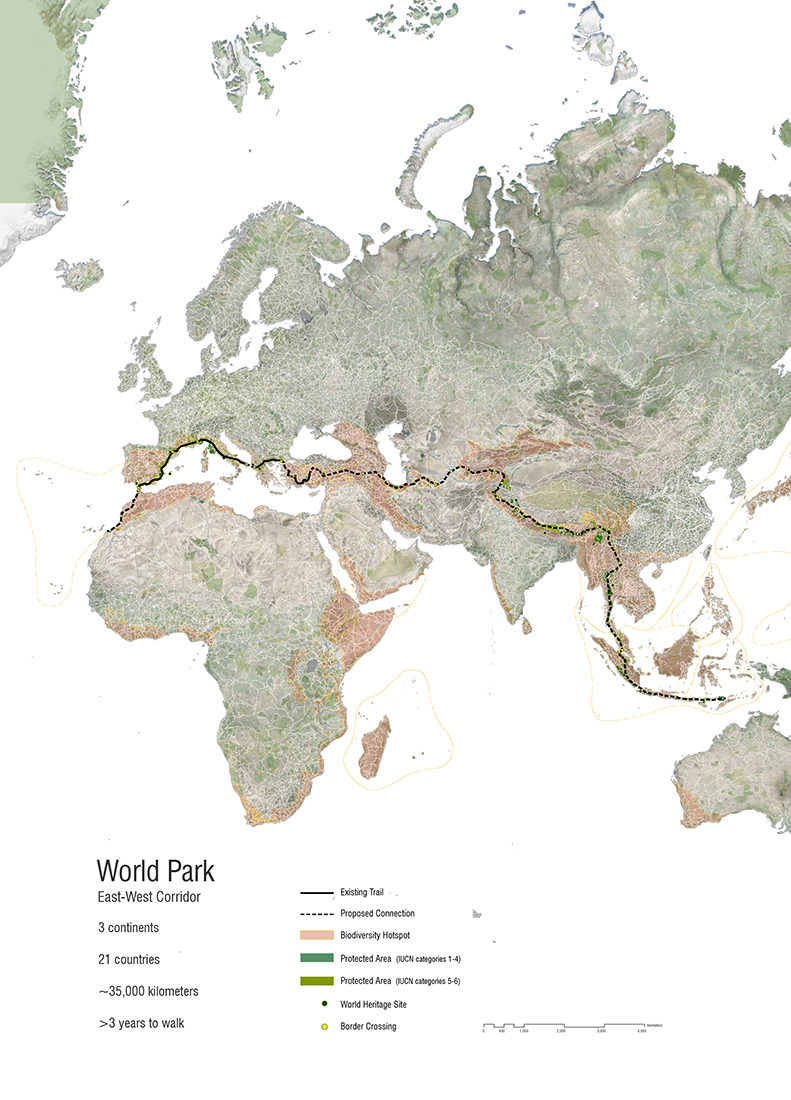 World Park
East-West Corridor
3 continents
21 countries
~35,000 kilometers
>3 years to walk
Existing Trail
Proposed Connection
Biodiversity Hotspot
Protected Area (IUCN categories 1-4)
Protected Area (IUCN categories 5-6)
World Heritage Site
Border Crossing
kilometers
0 500 1,000 2,000 3,000 4,000